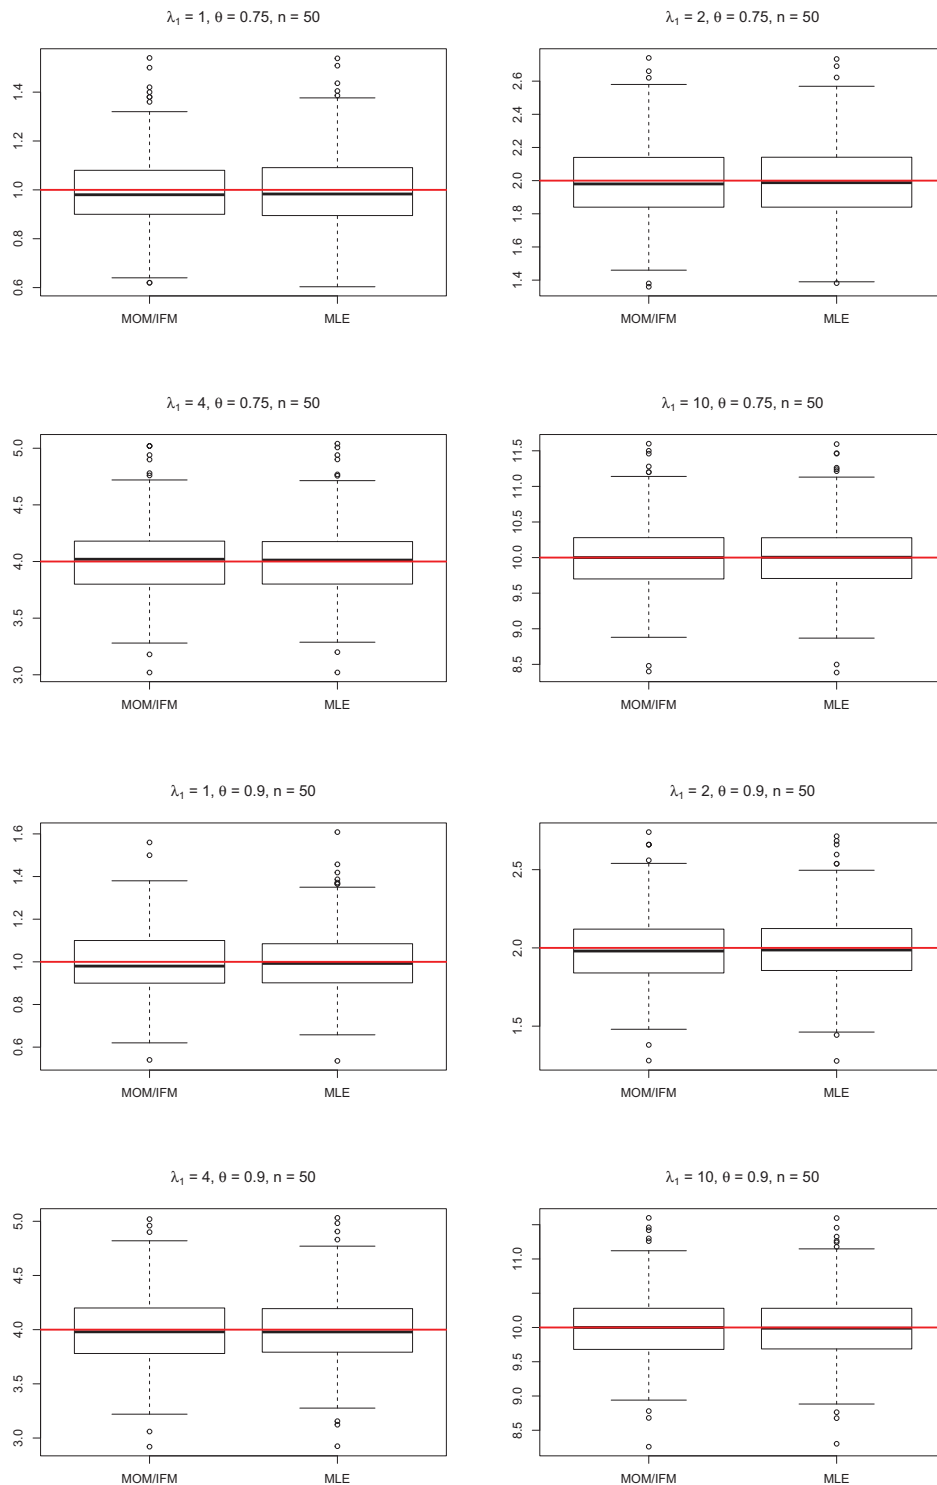 λ1 = 1, θ = 0.75, n = 50
λ1 = 2, θ = 0.75, n = 50
0.6 0.8 1.0 1.2 1.4
1.4 1.6 1.8 2.0 2.2 2.4 2.6
MOM/IFM MLE
MOM/IFM MLE
λ1 = 4, θ = 0.75, n = 50
λ1 = 10, θ = 0.75, n = 50
3.0 3.5 4.0 4.5 5.0
8.5 9.0 9.5 10.0 10.5 11.0 11.5
MOM/IFM MLE
MOM/IFM MLE
λ1 = 1, θ = 0.9, n = 50
λ1 = 2, θ = 0.9, n = 50
0.6 0.8 1.0 1.2 1.4 1.6
1.5 2.0 2.5
MOM/IFM MLE
MOM/IFM MLE
λ1 = 4, θ = 0.9, n = 50
λ1 = 10, θ = 0.9, n = 50
3.0 3.5 4.0 4.5 5.0
8.5 9.0 9.5 10.0 11.0
MOM/IFM MLE
MOM/IFM MLE